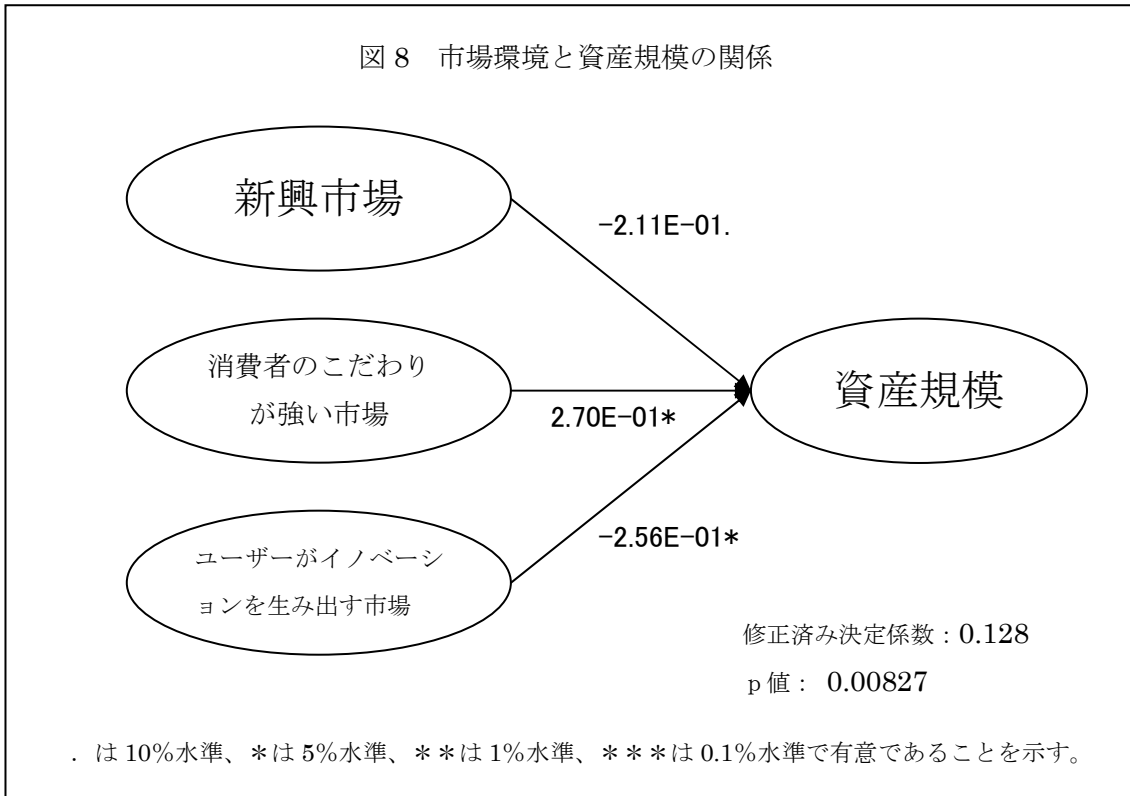 図 8　市場環境と資産規模の関係
新興市場
-2.11E-01.
消費者のこだわり
が強い市場
2.70E-01*
資産規模
ユーザーがイノベーシ
ョンを生み出す市場
-2.56E-01*
修正済み決定係数：0.128
ｐ値： 0.00827
．は 10%水準、＊は 5%水準、＊＊は 1%水準、＊＊＊は 0.1%水準で有意であることを示す。